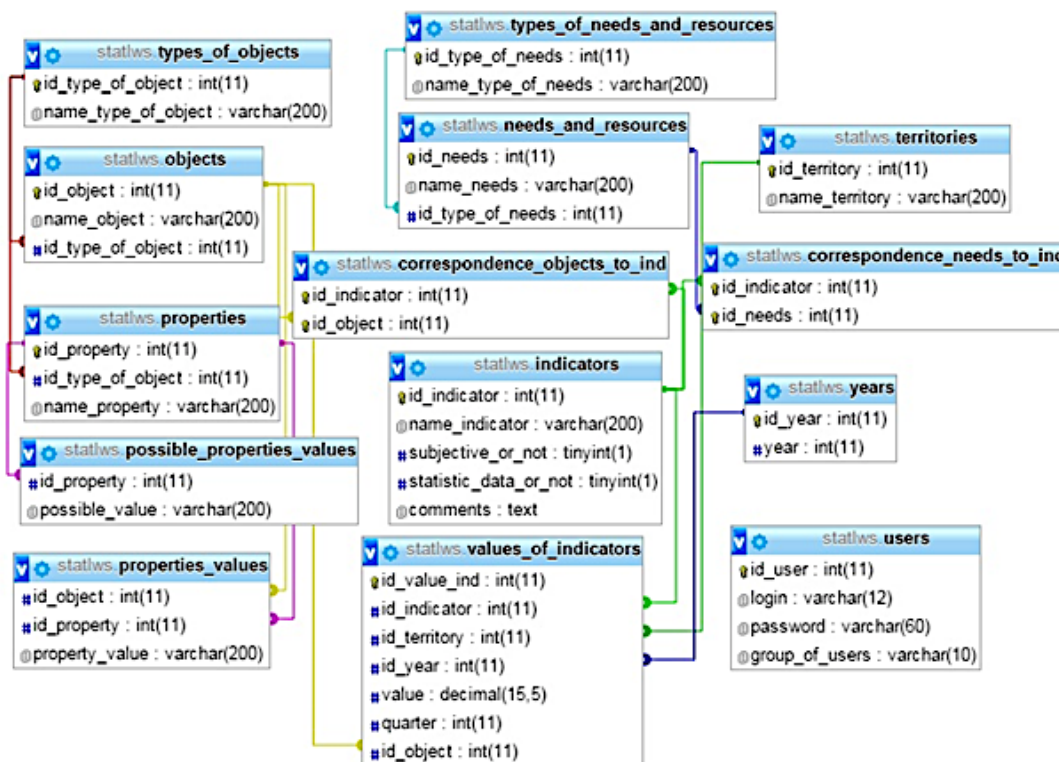 statlws.types_of_objects
id_type_of_object : int(11)
name_type_of_object : varchar(200)
statlws.types_of_needs_and_resources
id_type_of_needs : int(11)
name_type_of_needs : varchar(200)
statlws.objects
id_object : int(11)
name_object : varchar(200)
id_type_of_object : int(11)
statlws.needs_and_resources
id_needs : int(11)
name_needs : varchar(200)
id_type_of_needs : int(11)
statlws.territories
id_territory : int(11)
name_territory : varchar(200)
statlws.correspondence_objects_to_ind
id_indicator : int(11)
id_object : int(11)
statlws.correspondence_needs_to_ind
id_indicator : int(11)
id_needs : int(11)
statlws.properties
id_property : int(11)
id_type_of_object : int(11)
name_property : varchar(200)
statlws.indicators
id_indicator : int(11)
name_indicator : varchar(200)
subjective_or_not : tinyint(1)
statistic_data_or_not : tinyint(1)
comments : text
statlws.years
id_year : int(11)
year : int(11)
statlws.possible_properties_values
id_property : int(11)
possible_value : varchar(200)
statlws.properties_values
id_object : int(11)
id_property : int(11)
property_value : varchar(200)
statlws.values_of_indicators
id_value_ind : int(11)
id_indicator : int(11)
id_territory : int(11)
id_year : int(11)
value : decimal(15,5)
quarter : int(11)
id_object : int(11)
statlws.users
id_user : int(11)
login : varchar(12)
password : varchar(60)
group_of_users : varchar(10)